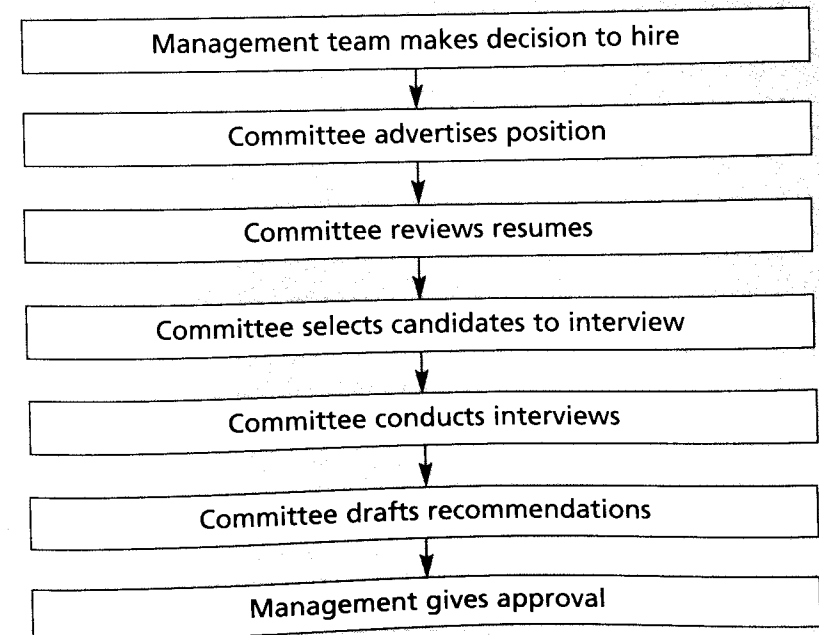 Management team makes decision to hire
Committee advertises position
Committee reviews resumes
Committee selects candidates to interview
Committee conducts interviews
Committee drafts recommendations
Management gives approval